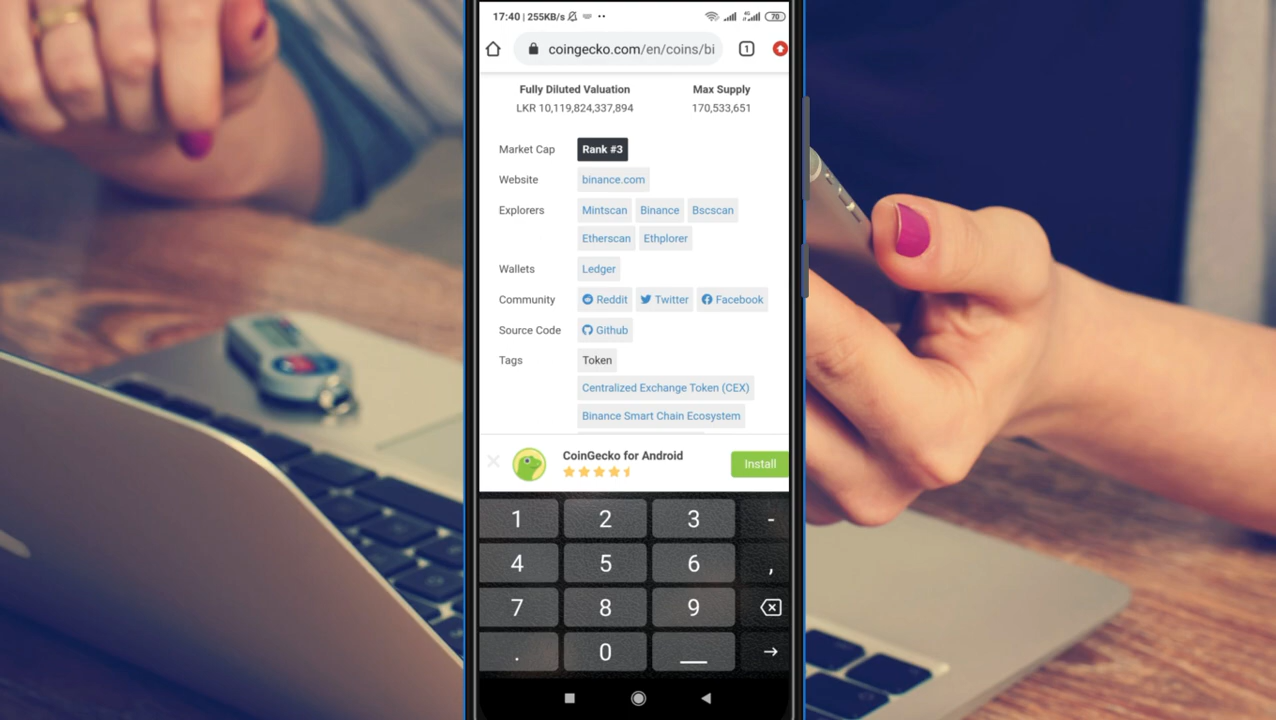 17:40 | 255KB/s 4G 70
coingecko.com/en/coins/bi 1
Fully Diluted Valuation Max Supply
LKR 10,119,824,337,894 170,533,651
Market Cap Rank #3
Website binance.com
Explorers Mintscan Binance Bscscan
Etherscan Ethplorer
Wallets Ledger
Community Reddit Twitter Facebook
Source Code Github
Tags Token
Centralized Exchange Token (CEX)
Binance Smart Chain Ecosystem
CoinGecko for Android
Install
1 2 3 -
4 5 6 ,
7 8 9
. 0